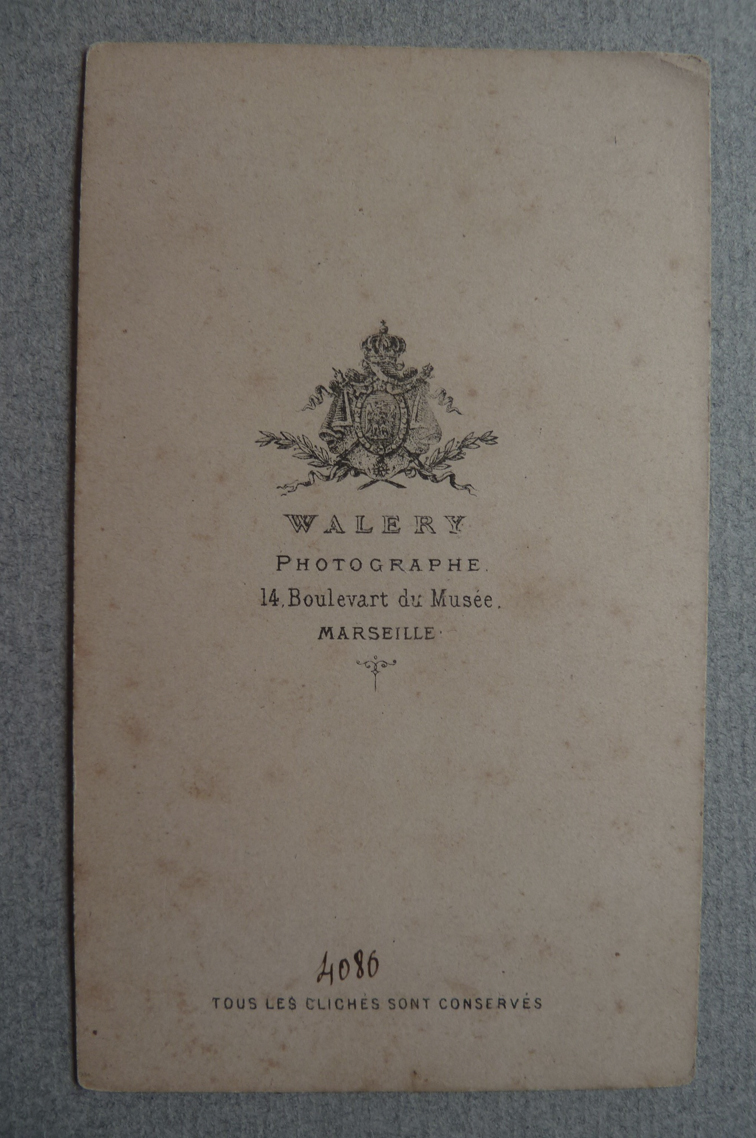 WALERY
PHOTOGRAPHE.
14, Boulevart du Musée.
MARSEILLE
4086
TOUS LES CLICHÉS SONT CONSERVÉS